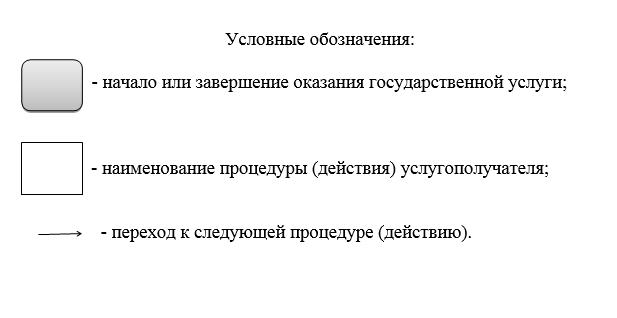 Условные обозначения:
- начало или завершение оказания государственной услуги;
- наименование процедуры (действия) услугополучателя;
- переход к следующей процедуре (действию).